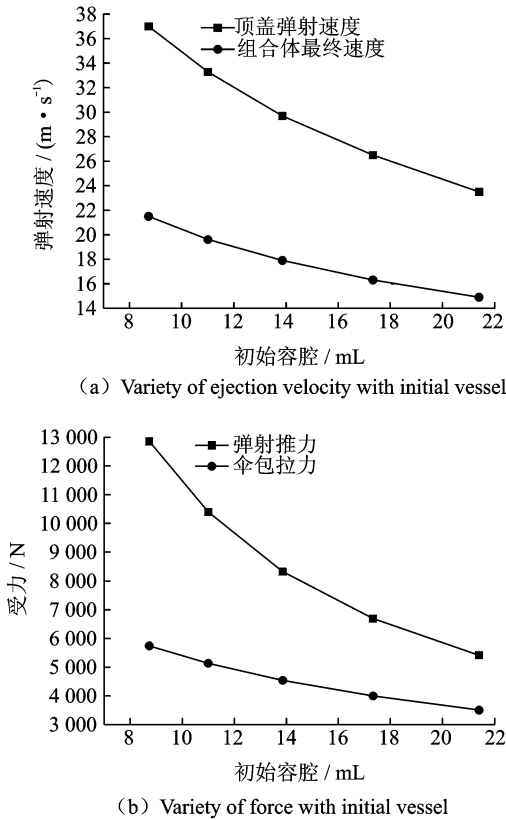 38
36
34
32
30
28
26
24
22
20
18
16
14
弹射速度 / (m·s⁻¹)
顶盖弹射速度
组合体最终速度
8 10 12 14 16 18 20 22
初始容腔 / mL
(a) Variety of ejection velocity with initial vessel
13 000
12 000
11 000
10 000
9 000
8 000
7 000
6 000
5 000
4 000
3 000
受力 / N
弹射推力
伞包拉力
8 10 12 14 16 18 20 22
初始容腔 / mL
(b) Variety of force with initial vessel